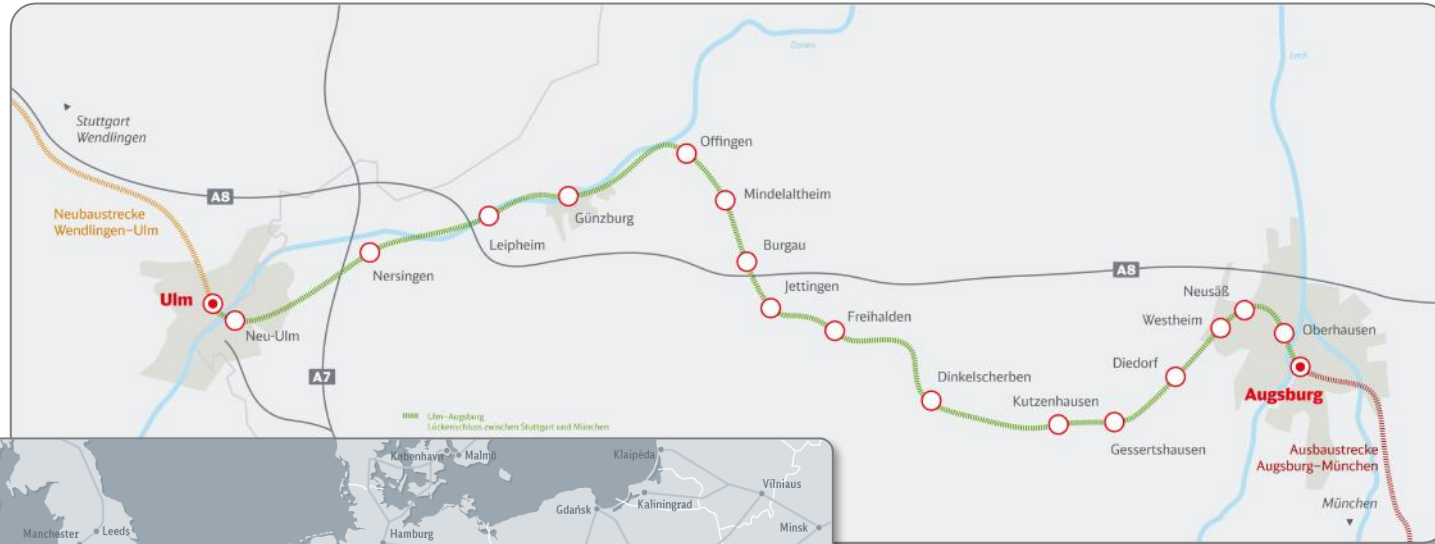 Donau
Lech
Stuttgart
Wendlingen
A8
Neubaustrecke
Wendlingen–Ulm
Ulm
Neu-Ulm
Nersingen
Leipheim
Günzburg
Offingen
Mindelaltheim
Burgau
Jettingen
Freihalden
Dinkelscherben
Kutzenhausen
Gessertshausen
Diedorf
Westheim
Neusäß
Oberhausen
Augsburg
A8
A7
Ulm–Augsburg
Lückenschluss zwischen Stuttgart und München
Ausbaustrecke
Augsburg–München
München
København
Malmö
Klaipėda
Vilniaus
Kaliningrad
Gdańsk
Minsk
Manchester
Leeds
Hamburg